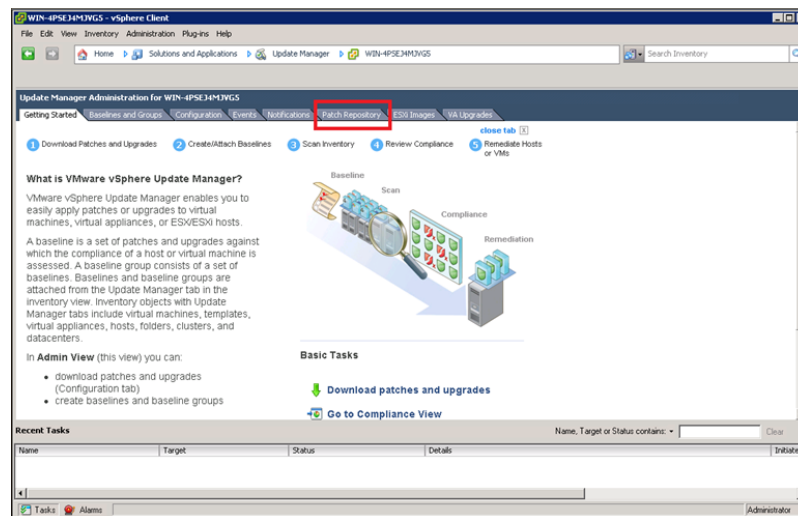 WIN-4PSEJ4MJVG5 - vSphere Client
File Edit View Inventory Administration Plug-ins Help
Home Solutions and Applications Update Manager WIN-4PSEJ4MJVG5 Search Inventory
Update Manager Administration for WIN-4PSEJ4MJVG5
Getting Started Baselines and Groups Configuration Events Notifications Patch Repository ESXi Images VA Upgrades
close tab X
1 Download Patches and Upgrades 2 Create/Attach Baselines 3 Scan Inventory 4 Review Compliance 5 Remediate Hosts
or VMs
What is VMware vSphere Update Manager?
VMware vSphere Update Manager enables you to
easily apply patches or upgrades to virtual
machines, virtual appliances, or ESX/ESXi hosts.
A baseline is a set of patches and upgrades against
which the compliance of a host or virtual machine is
assessed. A baseline group consists of a set of
baselines. Baselines and baseline groups are
attached from the Update Manager tab in the
inventory view. Inventory objects with Update
Manager tabs include virtual machines, templates,
virtual appliances, hosts, folders, clusters, and
datacenters.
In Admin View (this view) you can:
• download patches and upgrades
(Configuration tab)
• create baselines and baseline groups
Baseline
Scan
Compliance
Remediation
Basic Tasks
Download patches and upgrades
Go to Compliance View
Recent Tasks
Name, Target or Status contains: Clear
Name Target Status Details Initiate
Tasks Alarms Administrator